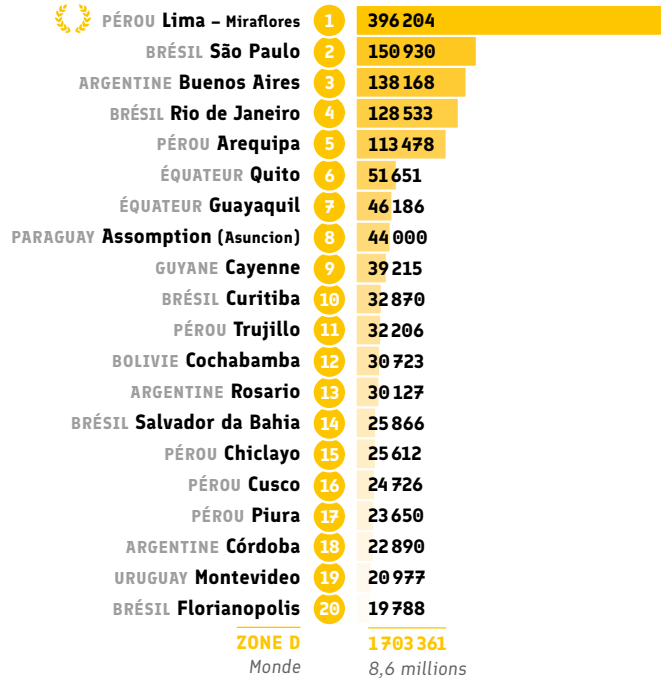 PÉROU Lima – Miraflores 1 396 204
BRÉSIL São Paulo 2 150 930
ARGENTINE Buenos Aires 3 138 168
BRÉSIL Rio de Janeiro 4 128 533
PÉROU Arequipa 5 113 478
ÉQUATEUR Quito 6 51 651
ÉQUATEUR Guayaquil 7 46 186
PARAGUAY Assomption (Asuncion) 8 44 000
GUYANE Cayenne 9 39 215
BRÉSIL Curitiba 10 32 870
PÉROU Trujillo 11 32 206
BOLIVIE Cochabamba 12 30 723
ARGENTINE Rosario 13 30 127
BRÉSIL Salvador da Bahia 14 25 866
PÉROU Chiclayo 15 25 612
PÉROU Cusco 16 24 726
PÉROU Piura 17 23 650
ARGENTINE Córdoba 18 22 890
URUGUAY Montevideo 19 20 977
BRÉSIL Florianopolis 20 19 788
ZONE D 1 703 361
Monde 8,6 millions